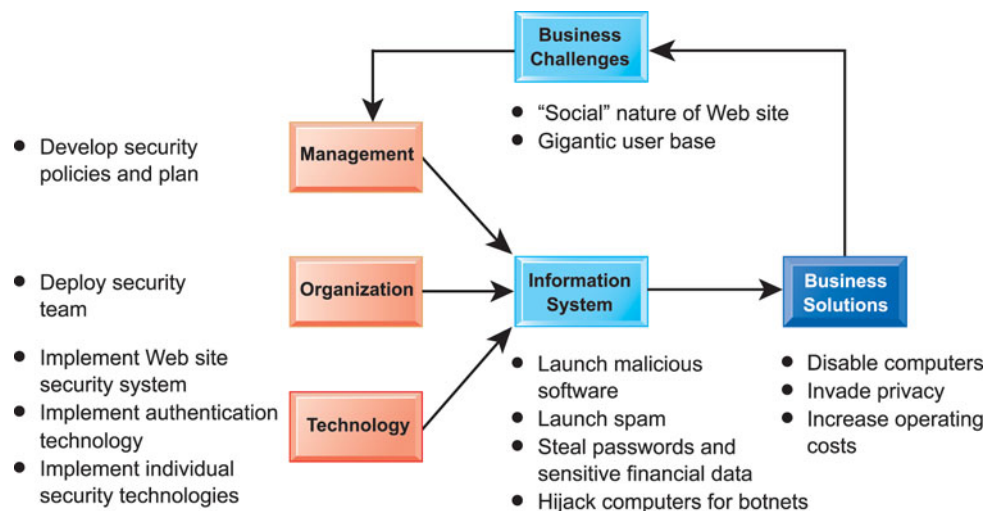 Business
Challenges
● "Social" nature of Web site
● Gigantic user base
● Develop security
policies and plan
Management
● Deploy security
team
Organization
Information
System
Business
Solutions
● Implement Web site
security system
● Implement authentication
technology
● Implement individual
security technologies
Technology
● Launch malicious
software
● Launch spam
● Steal passwords and
sensitive financial data
● Hijack computers for botnets
● Disable computers
● Invade privacy
● Increase operating
costs